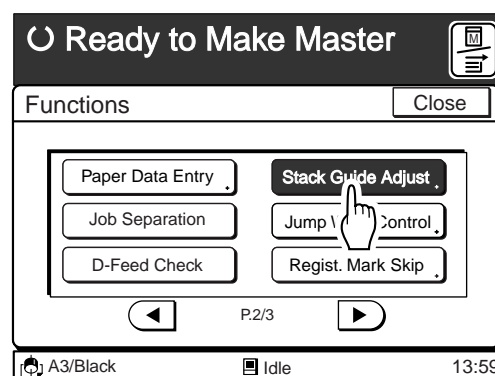 Ready to Make Master
M
Functions
Close
Paper Data Entry
Stack Guide Adjust
Job Separation
Jump Control
D-Feed Check
Regist. Mark Skip
P.2/3
A3/Black
Idle
13:59